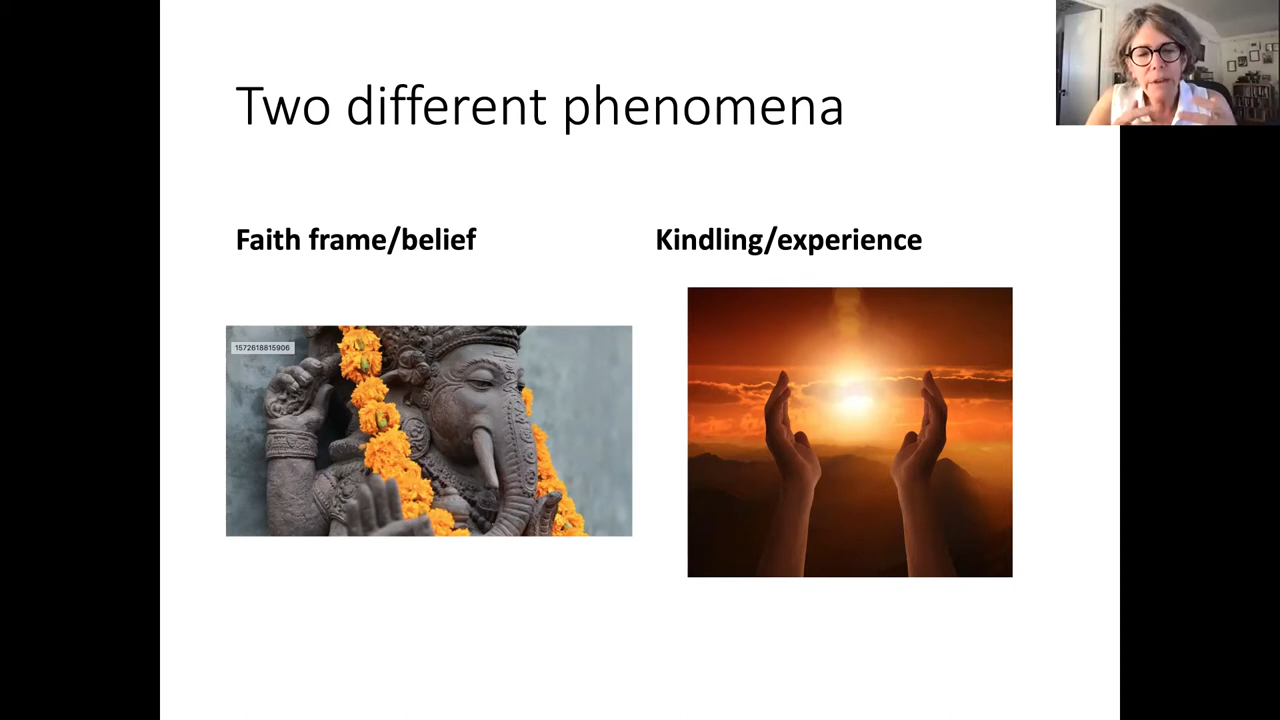 Two different phenomena
Faith frame/belief
Kindling/experience
1572618815906